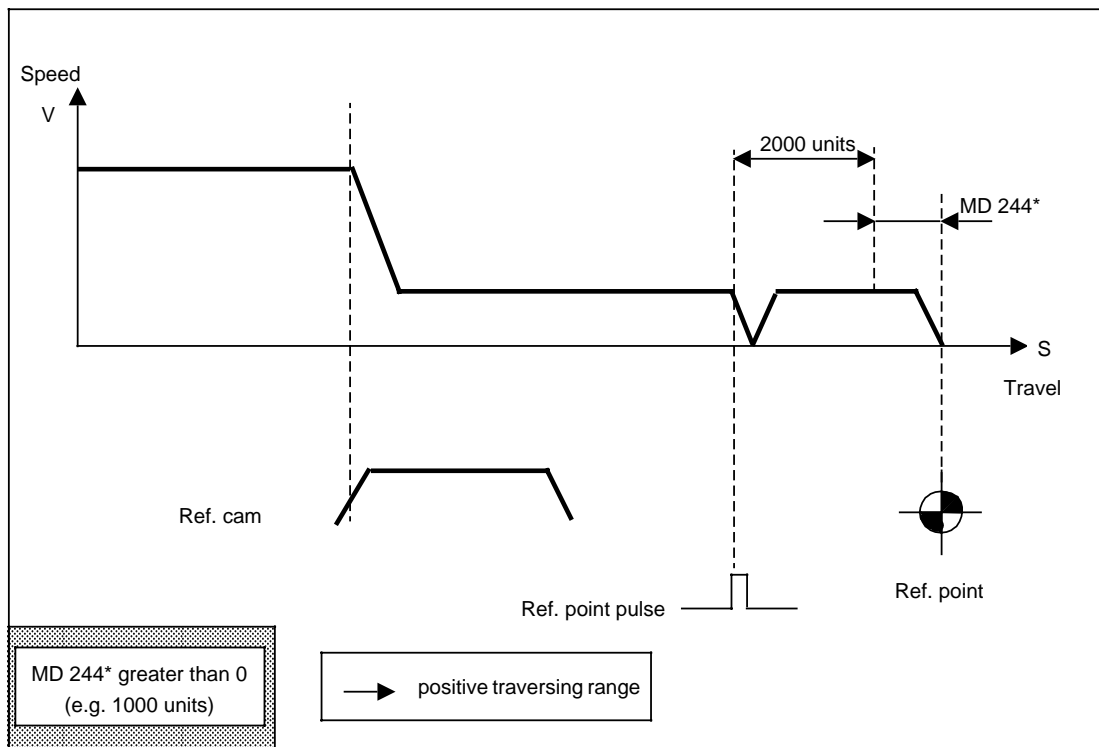 Speed
V
2000 units
MD 244*
S
Travel
Ref. cam
Ref. point pulse
Ref. point
MD 244* greater than 0
(e.g. 1000 units)
positive traversing range